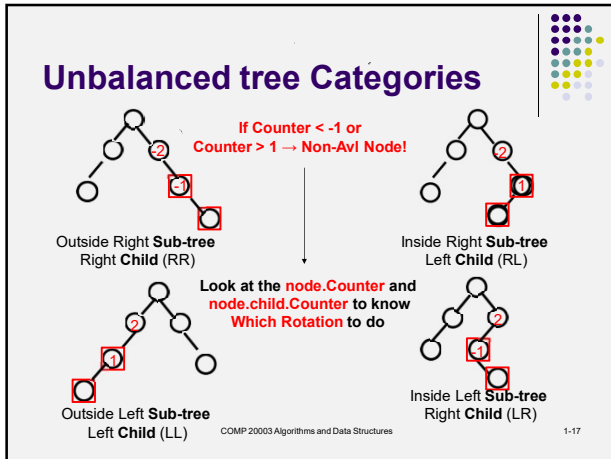 Unbalanced tree Categories
If Counter < -1 or
Counter > 1 → Non-Avl Node!
-2
-1
Outside Right Sub-tree
Right Child (RR)
-2
1
Inside Right Sub-tree
Left Child (RL)
Look at the node.Counter and
node.child.Counter to know
Which Rotation to do
2
1
Outside Left Sub-tree
Left Child (LL)
2
-1
Inside Left Sub-tree
Right Child (LR)
COMP 20003 Algorithms and Data Structures
1-17